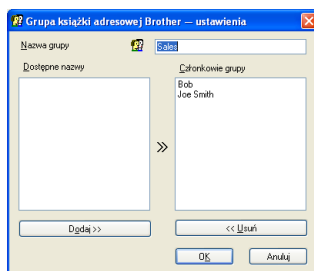 Grupa książki adresowej Brother — ustawienia
Nazwa grupy
Sales
Dostępne nazwy
Członkowie grupy
Bob
Joe Smith
>>
Dodaj >>
<< Usuń
OK
Anuluj